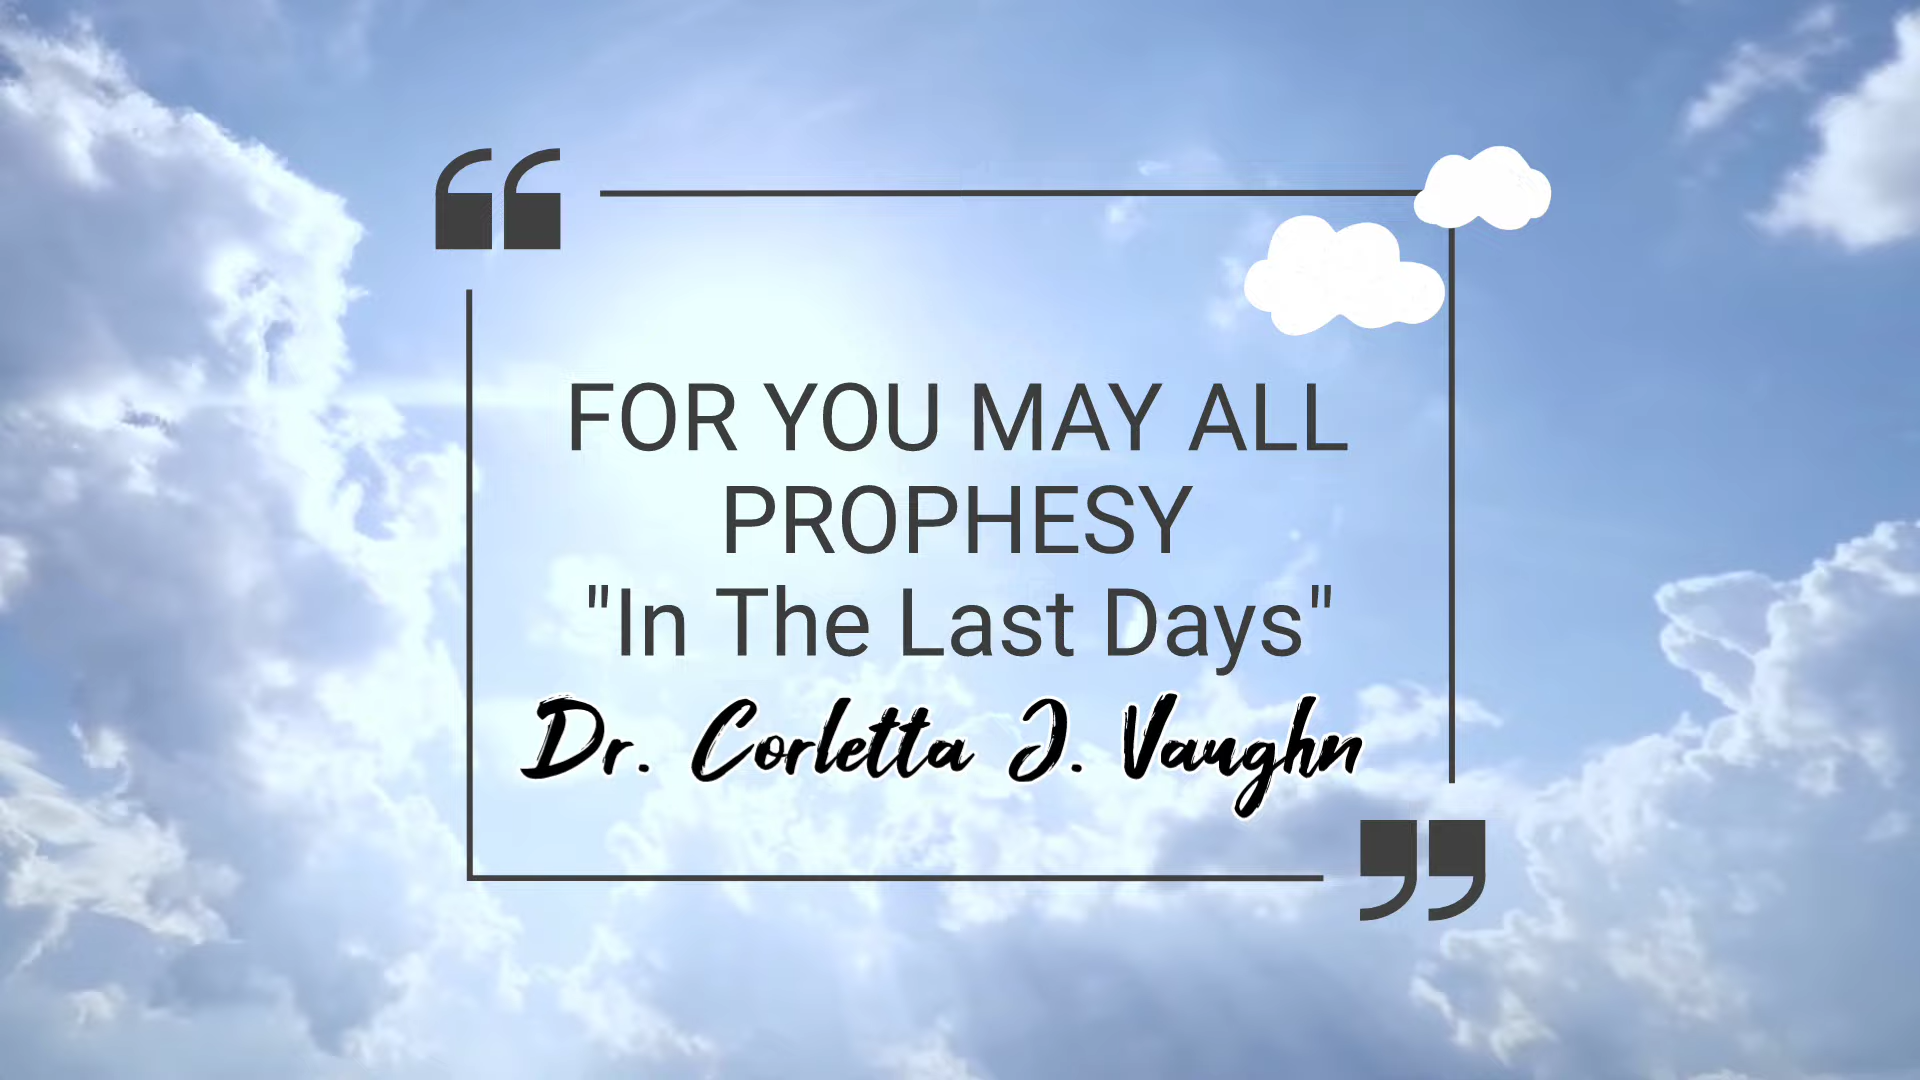 FOR YOU MAY ALL
PROPHESY
"In The Last Days"
Dr. Corletta J. Vaughn